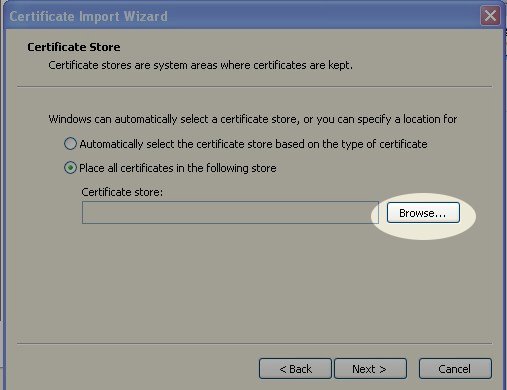 Certificate Import Wizard
Certificate Store
Certificate stores are system areas where certificates are kept.
Windows can automatically select a certificate store, or you can specify a location for
Automatically select the certificate store based on the type of certificate
Place all certificates in the following store
Certificate store:
Browse...
< Back Next > Cancel